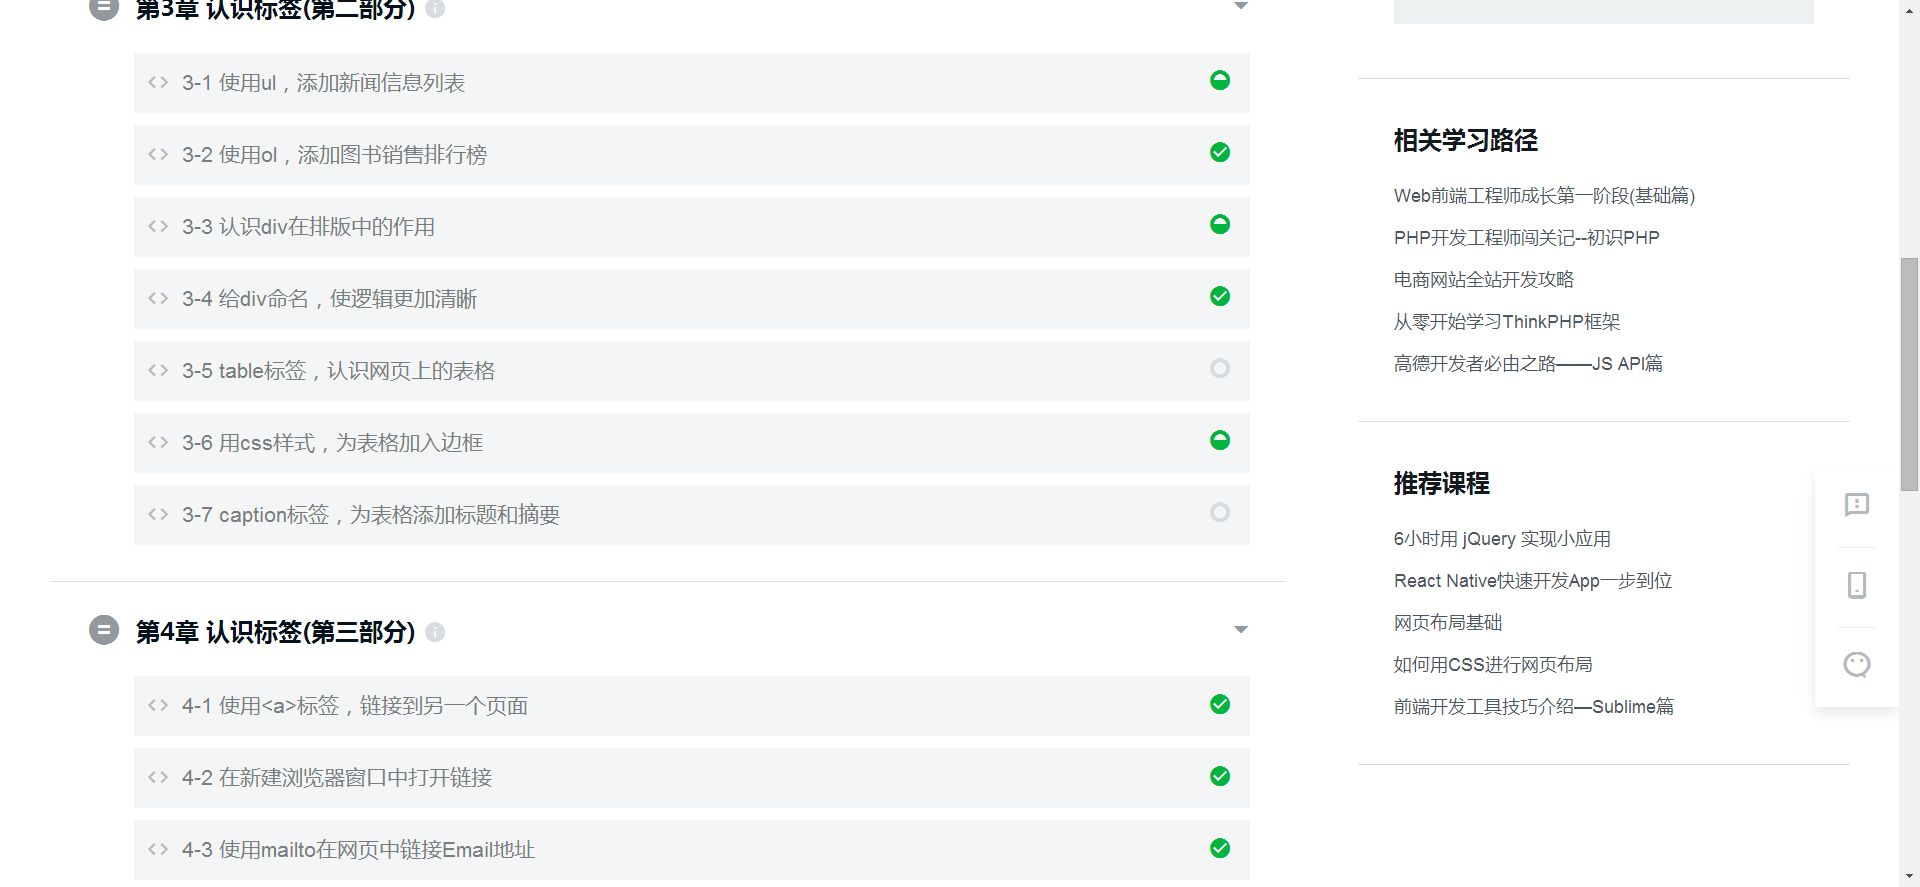 第3章 认识标签(第二部分)
3-1 使用ul，添加新闻信息列表
3-2 使用ol，添加图书销售排行榜
3-3 认识div在排版中的作用
3-4 给div命名，使逻辑更加清晰
3-5 table标签，认识网页上的表格
3-6 用css样式，为表格加入边框
3-7 caption标签，为表格添加标题和摘要
第4章 认识标签(第三部分)
4-1 使用<a>标签，链接到另一个页面
4-2 在新建浏览器窗口中打开链接
4-3 使用mailto在网页中链接Email地址
相关学习路径
Web前端工程师成长第一阶段(基础篇)
PHP开发工程师闯关记--初识PHP
电商网站全站开发攻略
从零开始学习ThinkPHP框架
高德开发者必由之路——JS API篇
推荐课程
6小时用 jQuery 实现小应用
React Native快速开发App一步到位
网页布局基础
如何用CSS进行网页布局
前端开发工具技巧介绍—Sublime篇